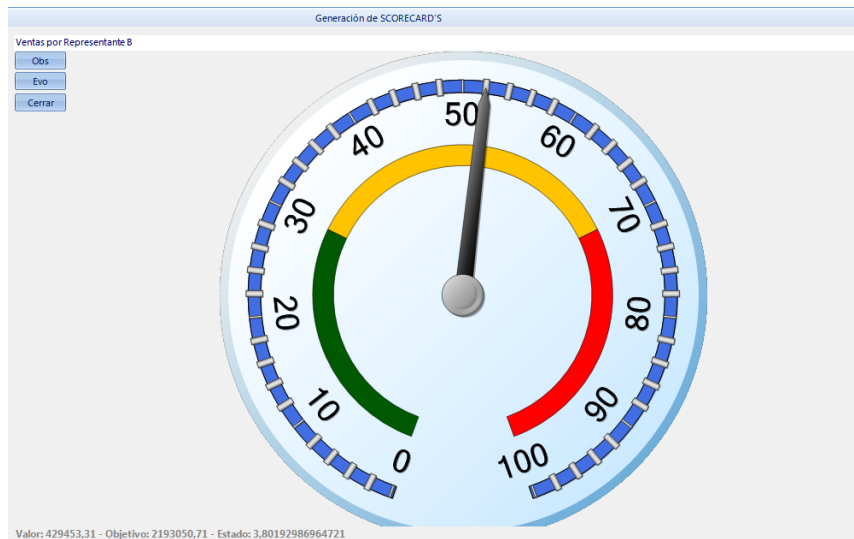 Generación de SCORECARD'S
Ventas por Representante B
Obs
Evo
Cerrar
0
10
20
30
40
50
60
70
80
90
100
Valor: 429453,31 - Objetivo: 2193050,71 - Estado: 3,80192986964721